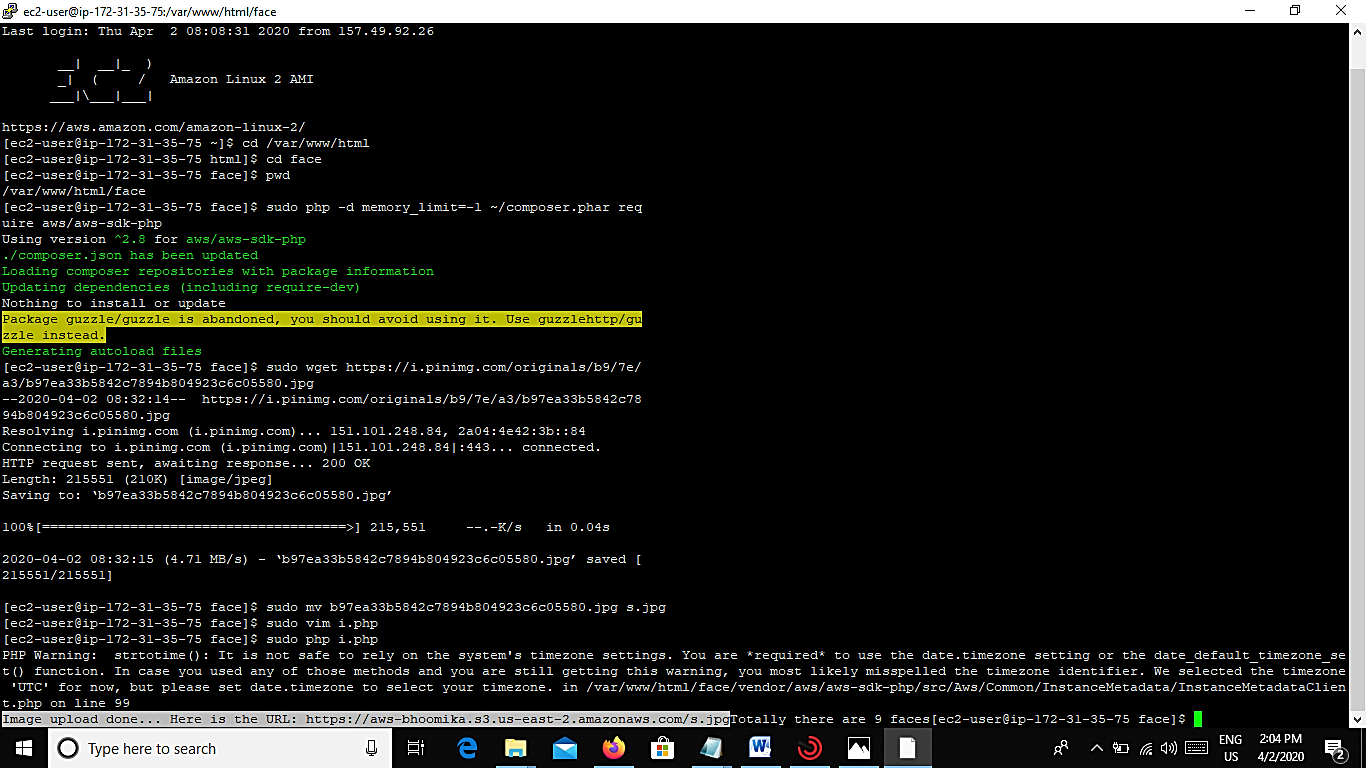 ec2-user@ip-172-31-35-75:/var/www/html/face
Last login: Thu Apr  2 08:08:31 2020 from 157.49.92.26
__|  __|_  )
_|  (     /   Amazon Linux 2 AMI
___|\___|___|
https://aws.amazon.com/amazon-linux-2/
[ec2-user@ip-172-31-35-75 ~]$ cd /var/www/html
[ec2-user@ip-172-31-35-75 html]$ cd face
[ec2-user@ip-172-31-35-75 face]$ pwd
/var/www/html/face
[ec2-user@ip-172-31-35-75 face]$ sudo php -d memory_limit=-1 ~/composer.phar req
uire aws/aws-sdk-php
Using version ^2.8 for aws/aws-sdk-php
./composer.json has been updated
Loading composer repositories with package information
Updating dependencies (including require-dev)
Nothing to install or update
Package guzzle/guzzle is abandoned, you should avoid using it. Use guzzlehttp/gu
zzle instead.
Generating autoload files
[ec2-user@ip-172-31-35-75 face]$ sudo wget https://i.pinimg.com/originals/b9/7e/
a3/b97ea33b5842c7894b804923c6c05580.jpg
--2020-04-02 08:32:14--  https://i.pinimg.com/originals/b9/7e/a3/b97ea33b5842c78
94b804923c6c05580.jpg
Resolving i.pinimg.com (i.pinimg.com)... 151.101.248.84, 2a04:4e42:3b::84
Connecting to i.pinimg.com (i.pinimg.com)|151.101.248.84|:443... connected.
HTTP request sent, awaiting response... 200 OK
Length: 215551 (210K) [image/jpeg]
Saving to: ‘b97ea33b5842c7894b804923c6c05580.jpg’
100%[======================================>] 215,551     --.-K/s   in 0.04s
2020-04-02 08:32:15 (4.71 MB/s) - ‘b97ea33b5842c7894b804923c6c05580.jpg’ saved [
215551/215551]
[ec2-user@ip-172-31-35-75 face]$ sudo mv b97ea33b5842c7894b804923c6c05580.jpg s.jpg
[ec2-user@ip-172-31-35-75 face]$ sudo vim i.php
[ec2-user@ip-172-31-35-75 face]$ sudo php i.php
PHP Warning:  strtotime(): It is not safe to rely on the system's timezone settings. You are *required* to use the date.timezone setting or the date_default_timezone_se
t() function. In case you used any of those methods and you are still getting this warning, you most likely misspelled the timezone identifier. We selected the timezone
 'UTC' for now, but please set date.timezone to select your timezone. in /var/www/html/face/vendor/aws/aws-sdk-php/src/Aws/Common/InstanceMetadata/InstanceMetadataClien
t.php on line 99
Image upload done... Here is the URL: https://aws-bhoomika.s3.us-east-2.amazonaws.com/s.jpgTotally there are 9 faces[ec2-user@ip-172-31-35-75 face]$
Type here to search
ENG
US
2:04 PM
4/2/2020
2